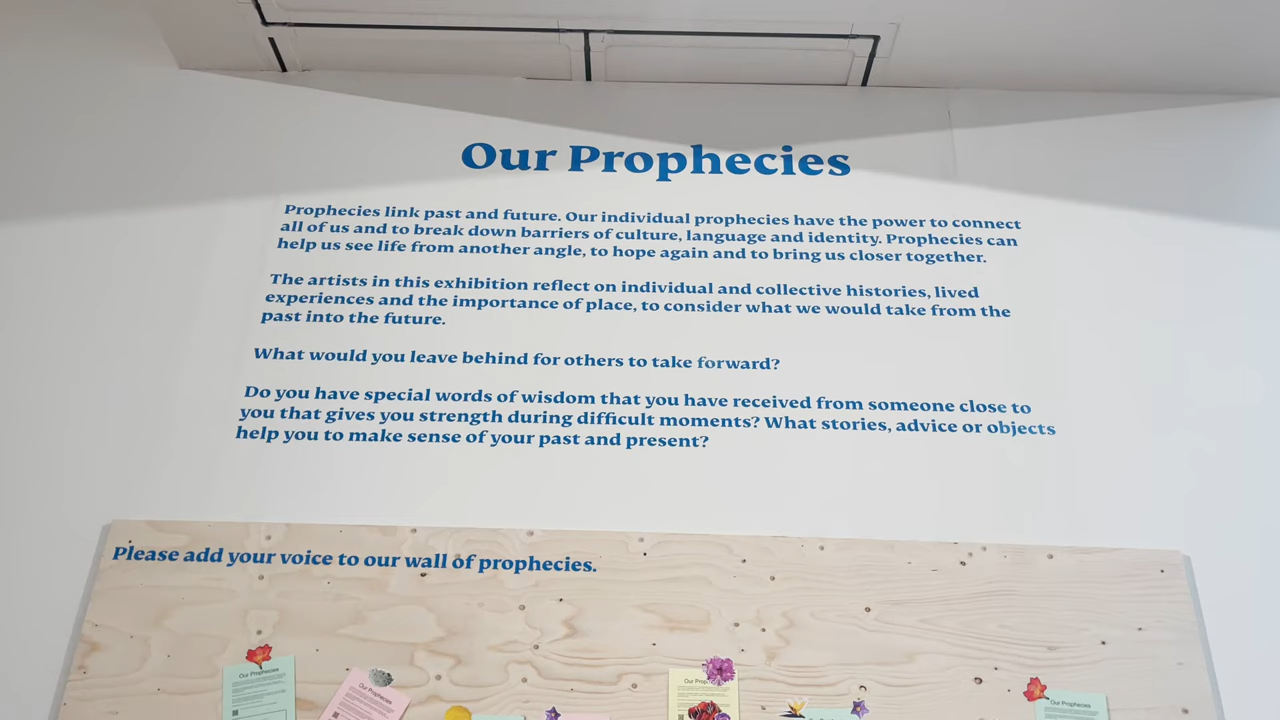 Our Prophecies
Prophecies link past and future. Our individual prophecies have the power to connect
all of us and to break down barriers of culture, language and identity. Prophecies can
help us see life from another angle, to hope again and to bring us closer together.
The artists in this exhibition reflect on individual and collective histories, lived
experiences and the importance of place, to consider what we would take from the
past into the future.
What would you leave behind for others to take forward?
Do you have special words of wisdom that you have received from someone close to
you that gives you strength during difficult moments? What stories, advice or objects
help you to make sense of your past and present?
Please add your voice to our wall of prophecies.
Our Prophecies
Our Prophecies
Our Prophecies